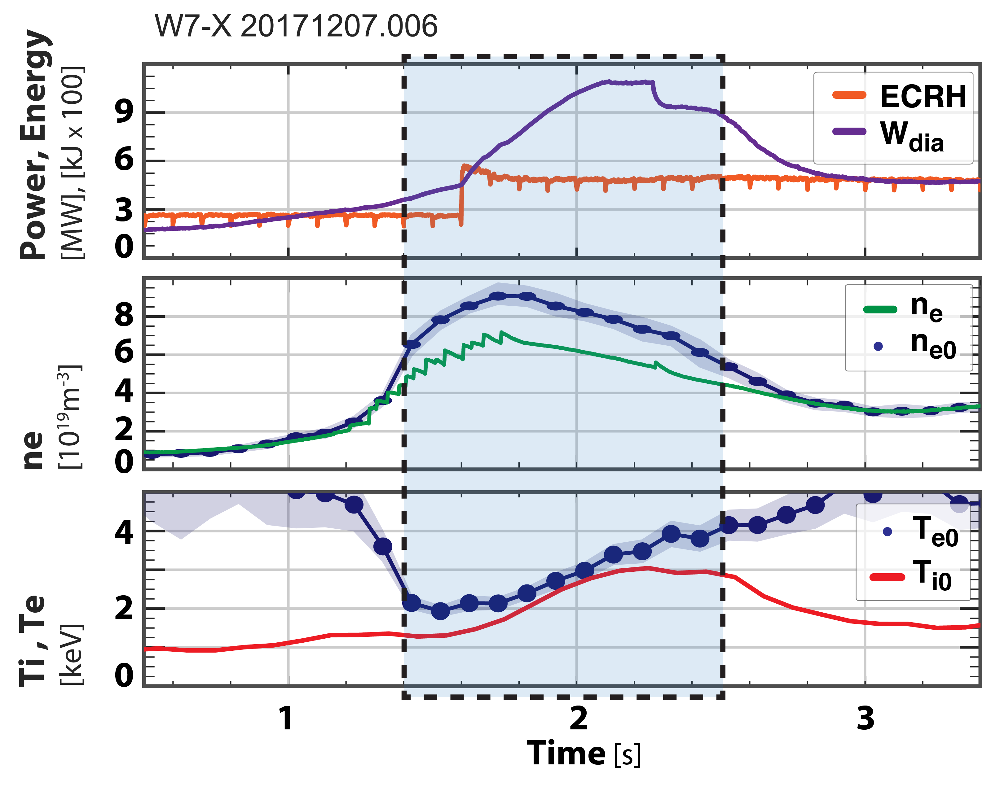 W7-X 20171207.006
Power, Energy
[MW], [kJ x 100]
9
6
3
0
ECRH
Wdia
ne
[10¹⁹m⁻³]
8
6
4
2
0
ne
ne0
Ti , Te
[keV]
4
2
0
Te0
Ti0
1 2 3
Time [s]